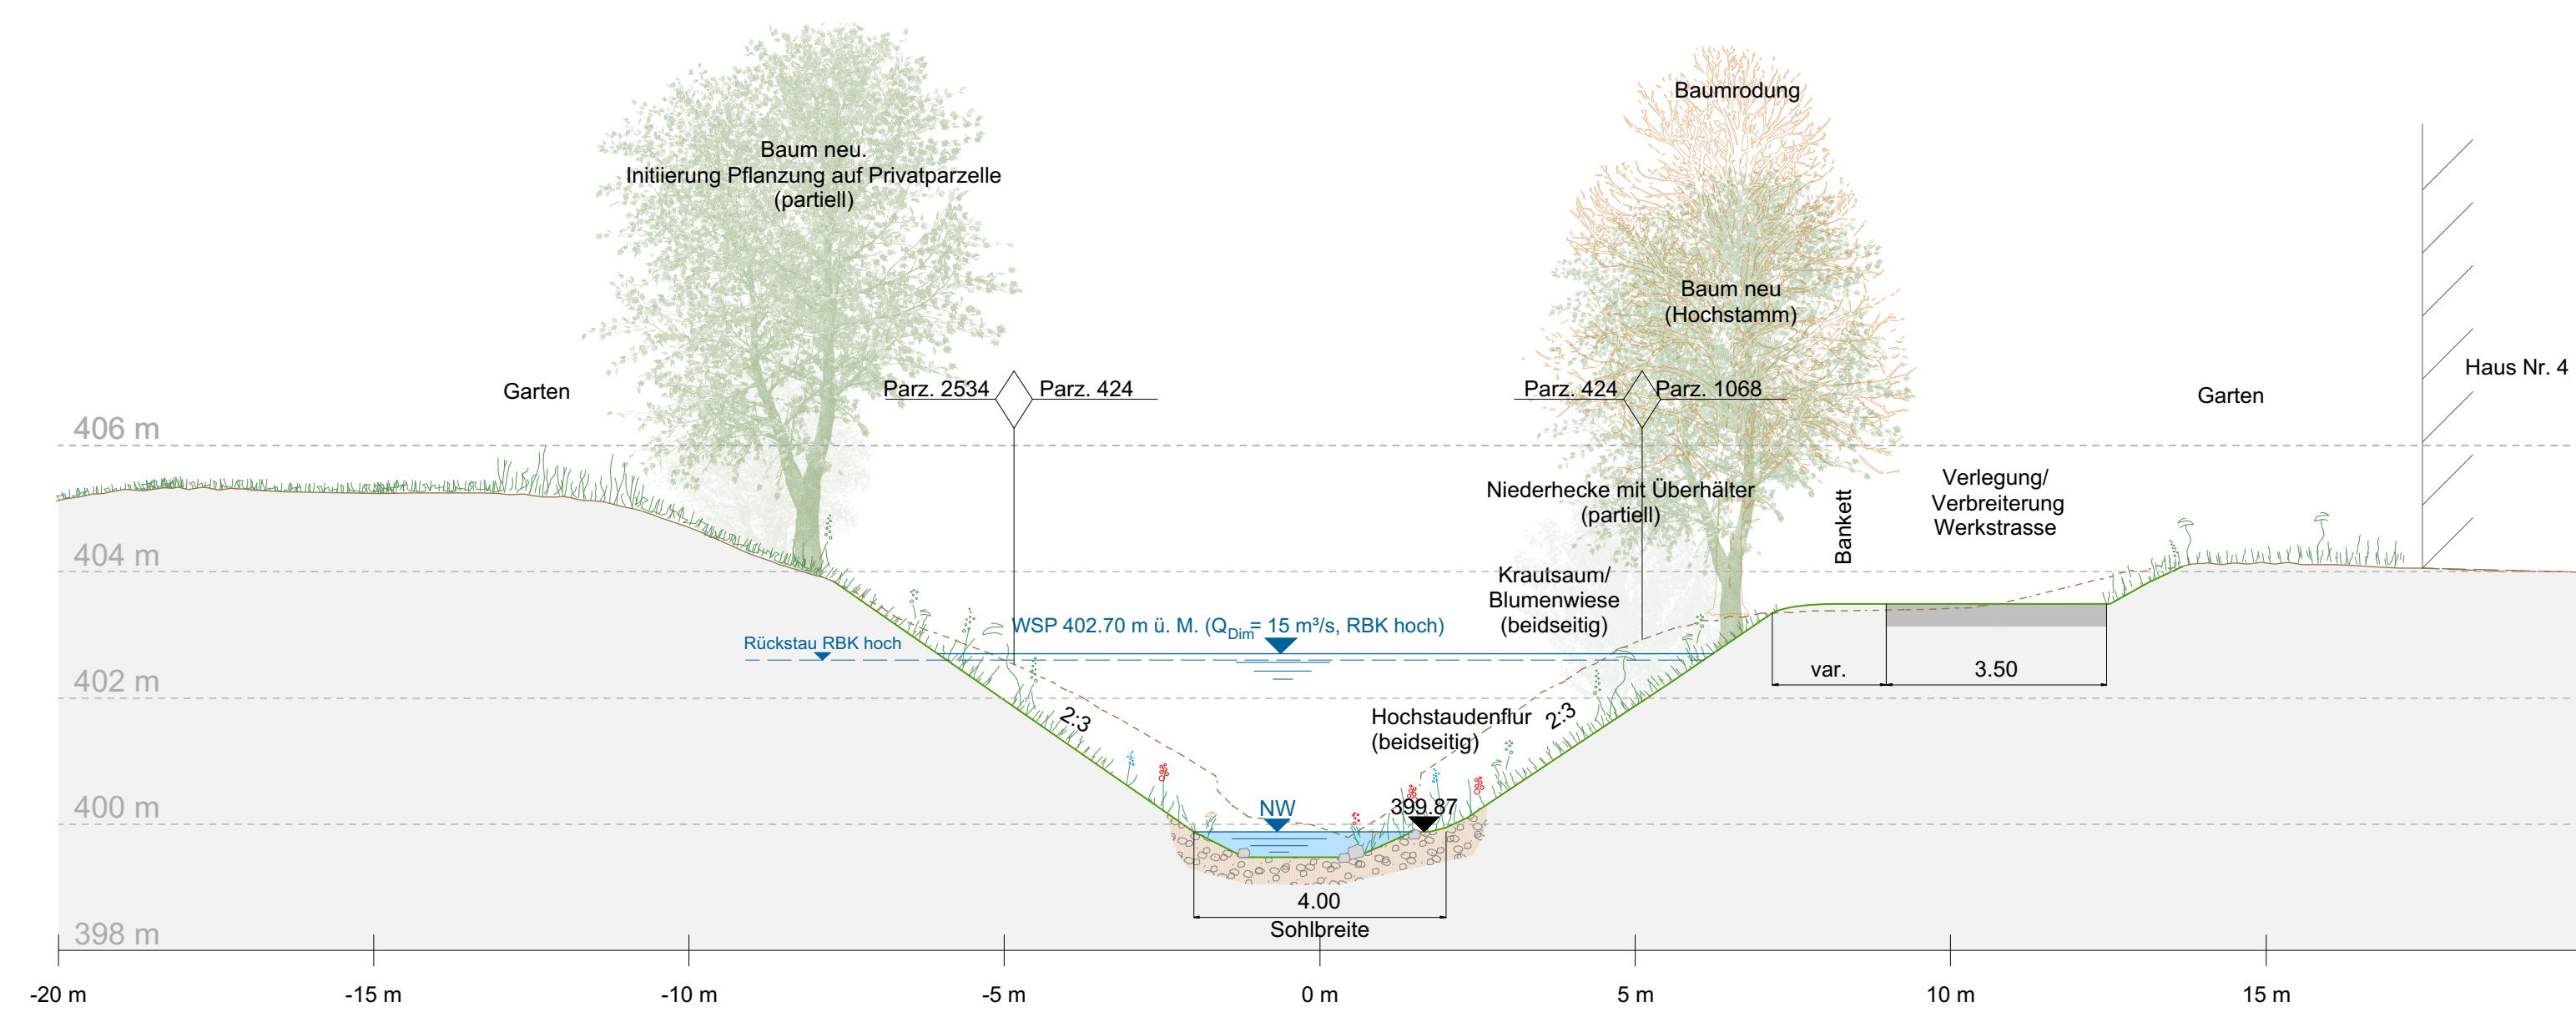 Baumrodung
Baum neu.
Initiierung Pflanzung auf Privatparzelle
(partiell)
Baum neu
(Hochstamm)
Garten
Parz. 2534
Parz. 424
Parz. 424
Parz. 1068
Garten
Haus Nr. 4
406 m
Niederhecke mit Überhälter
(partiell)
Bankett
Verlegung/
Verbreiterung
Werkstrasse
404 m
Krautsaum/
Blumenwiese
(beidseitig)
Rückstau RBK hoch
WSP 402.70 m ü. M. (QDim= 15 m³/s, RBK hoch)
402 m
var.
3.50
2:3
Hochstaudenflur
(beidseitig)
2:3
400 m
NW
399.87
4.00
Sohlbreite
398 m
-20 m
-15 m
-10 m
-5 m
0 m
5 m
10 m
15 m